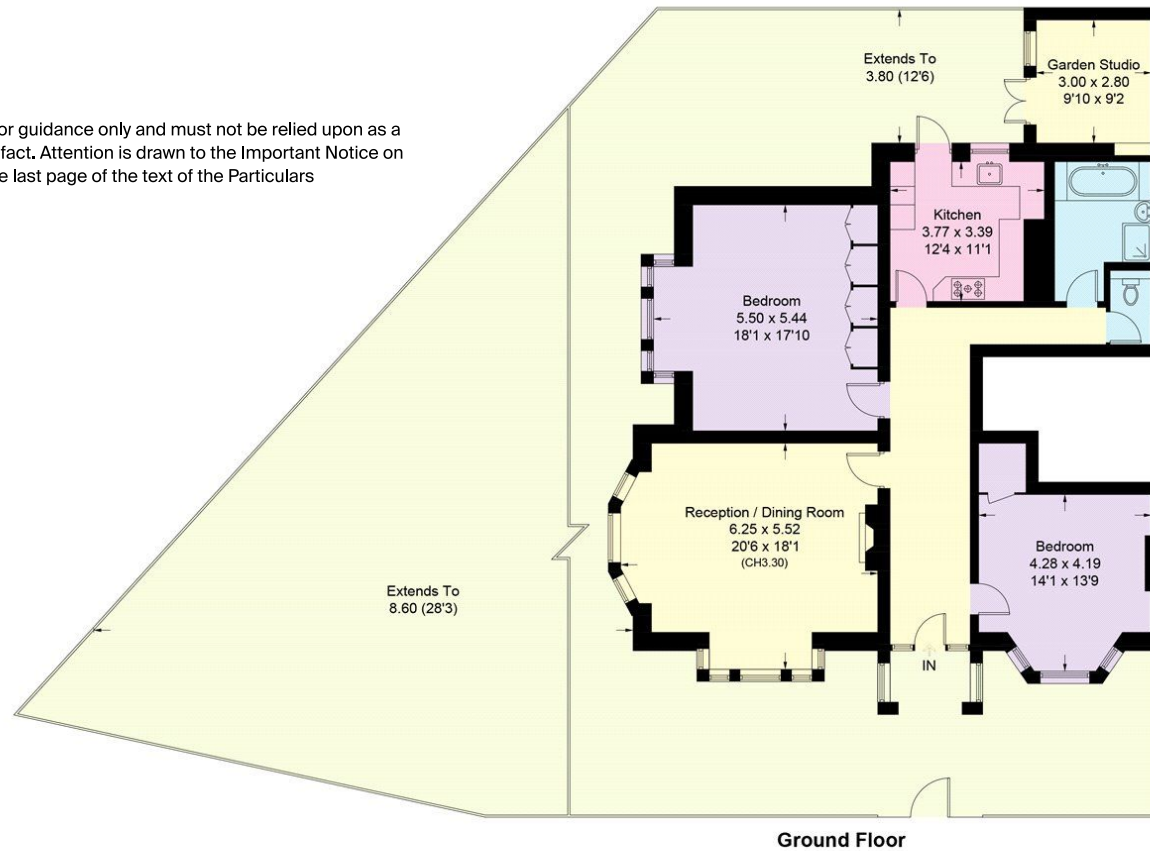 or guidance only and must not be relied upon as a
fact. Attention is drawn to the Important Notice on
e last page of the text of the Particulars
Extends To
3.80 (12'6)
Garden Studio
3.00 x 2.80
9'10 x 9'2
Kitchen
3.77 x 3.39
12'4 x 11'1
Bedroom
5.50 x 5.44
18'1 x 17'10
Reception / Dining Room
6.25 x 5.52
20'6 x 18'1
(CH3.30)
Bedroom
4.28 x 4.19
14'1 x 13'9
Extends To
8.60 (28'3)
IN
Ground Floor